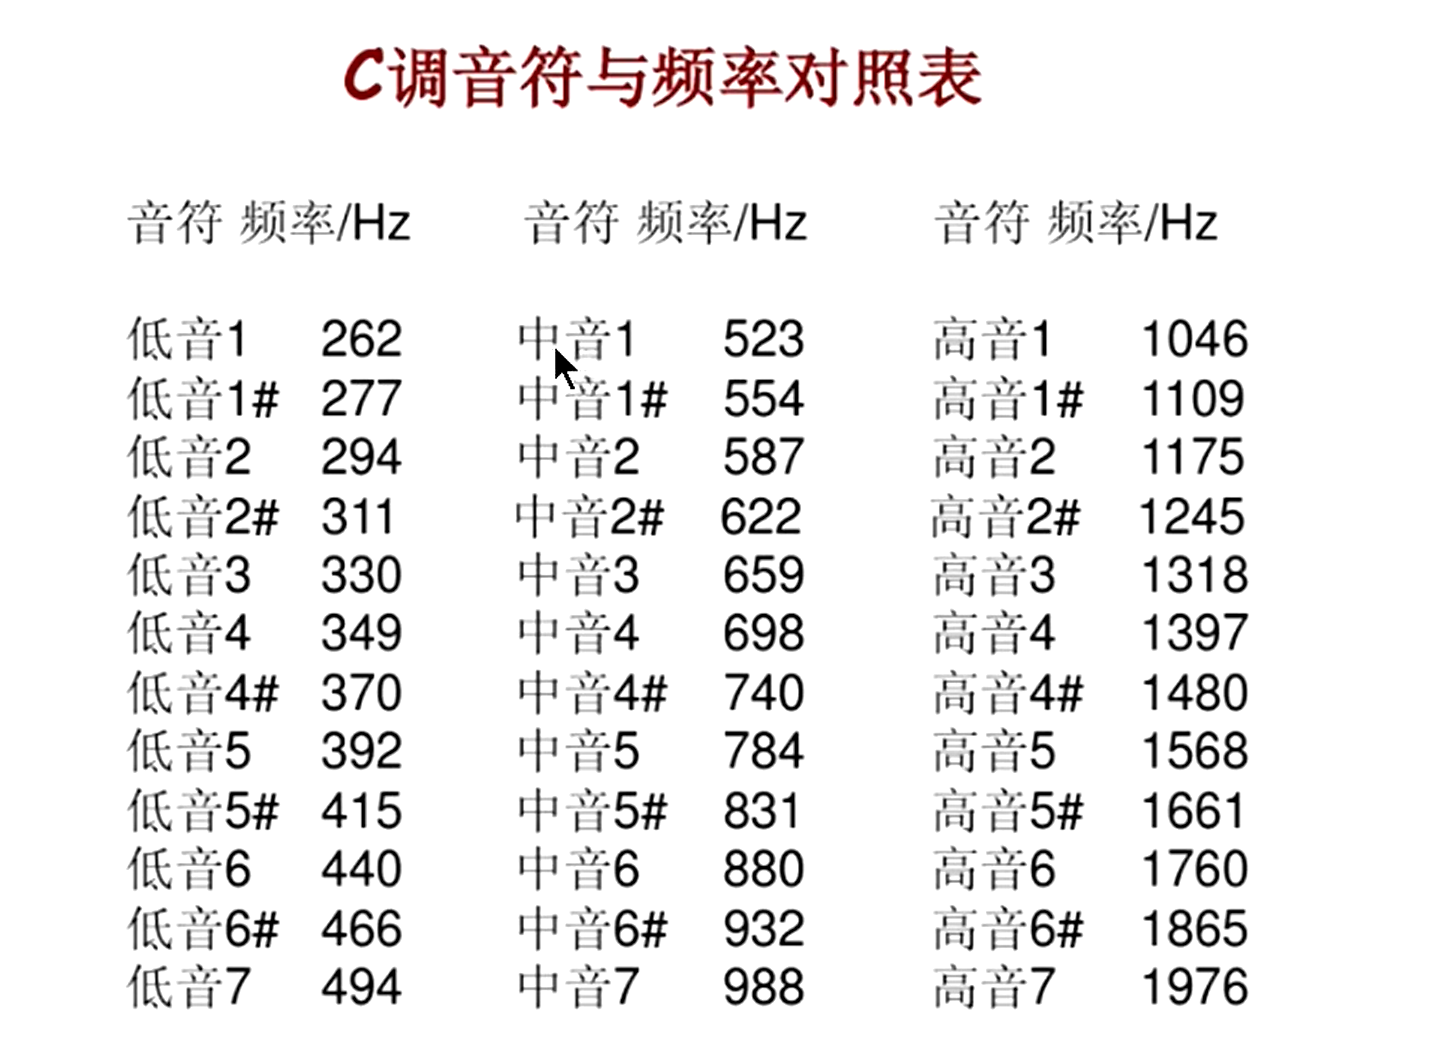 C调音符与频率对照表
音符 频率/Hz 音符 频率/Hz 音符 频率/Hz
低音1 262 中音1 523 高音1 1046
低音1# 277 中音1# 554 高音1# 1109
低音2 294 中音2 587 高音2 1175
低音2# 311 中音2# 622 高音2# 1245
低音3 330 中音3 659 高音3 1318
低音4 349 中音4 698 高音4 1397
低音4# 370 中音4# 740 高音4# 1480
低音5 392 中音5 784 高音5 1568
低音5# 415 中音5# 831 高音5# 1661
低音6 440 中音6 880 高音6 1760
低音6# 466 中音6# 932 高音6# 1865
低音7 494 中音7 988 高音7 1976